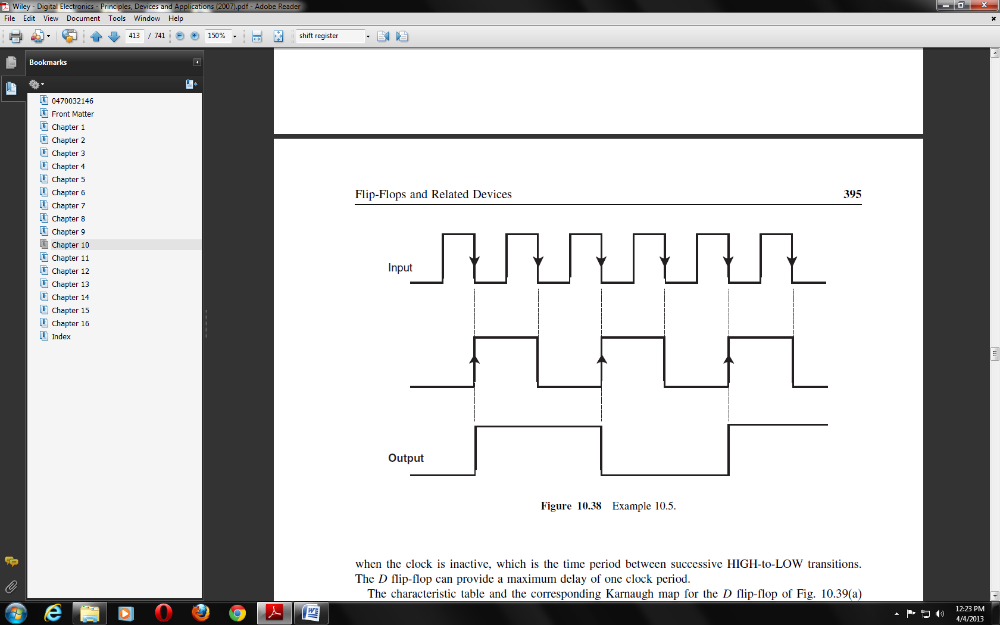 Wiley - Digital Electronics - Principles, Devices and Applications (2007).pdf - Adobe Reader
File Edit View Document Tools Window Help
413 / 741 150% shift register
Bookmarks
0470032146
Front Matter
Chapter 1
Chapter 2
Chapter 3
Chapter 4
Chapter 5
Chapter 6
Chapter 7
Chapter 8
Chapter 9
Chapter 10
Chapter 11
Chapter 12
Chapter 13
Chapter 14
Chapter 15
Chapter 16
Index
Flip-Flops and Related Devices 395
Input
Output
Figure 10.38 Example 10.5.
when the clock is inactive, which is the time period between successive HIGH-to-LOW transitions.
The D flip-flop can provide a maximum delay of one clock period.
The characteristic table and the corresponding Karnaugh map for the D flip-flop of Fig. 10.39(a)
12:23 PM
4/4/2013